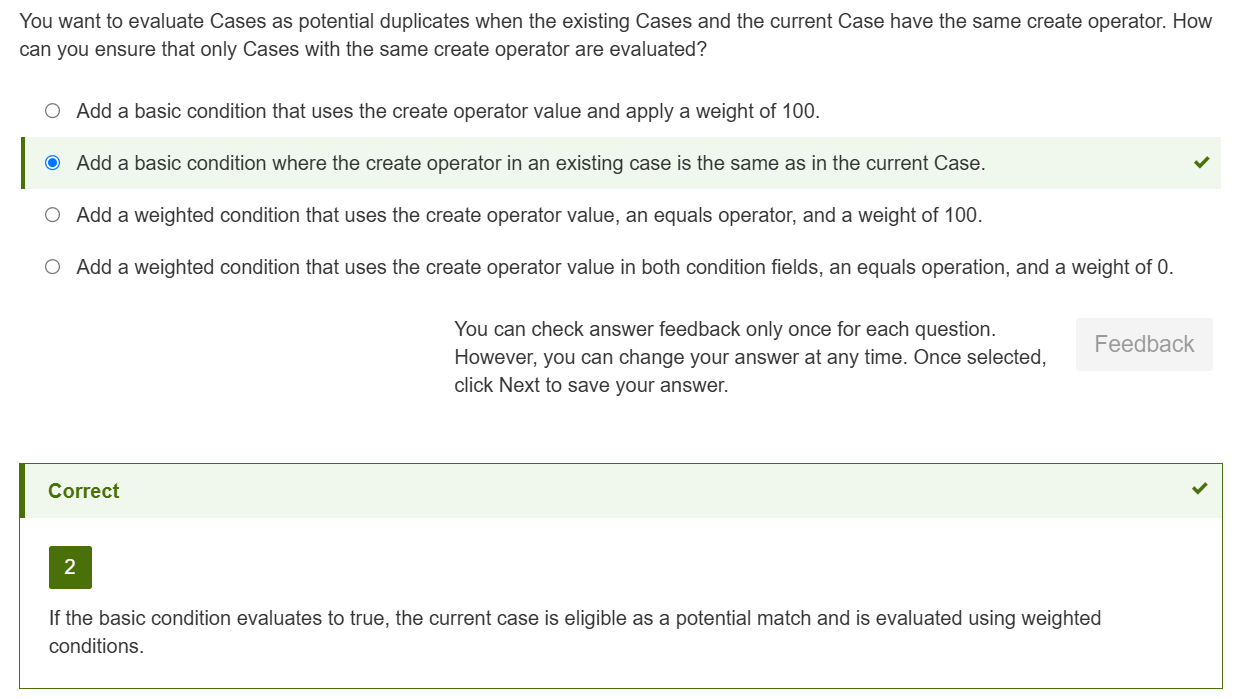 You want to evaluate Cases as potential duplicates when the existing Cases and the current Case have the same create operator. How
can you ensure that only Cases with the same create operator are evaluated?
Add a basic condition that uses the create operator value and apply a weight of 100.
Add a basic condition where the create operator in an existing case is the same as in the current Case.
Add a weighted condition that uses the create operator value, an equals operator, and a weight of 100.
Add a weighted condition that uses the create operator value in both condition fields, an equals operation, and a weight of 0.
You can check answer feedback only once for each question.
However, you can change your answer at any time. Once selected,
click Next to save your answer.
Feedback
Correct
2
If the basic condition evaluates to true, the current case is eligible as a potential match and is evaluated using weighted
conditions.